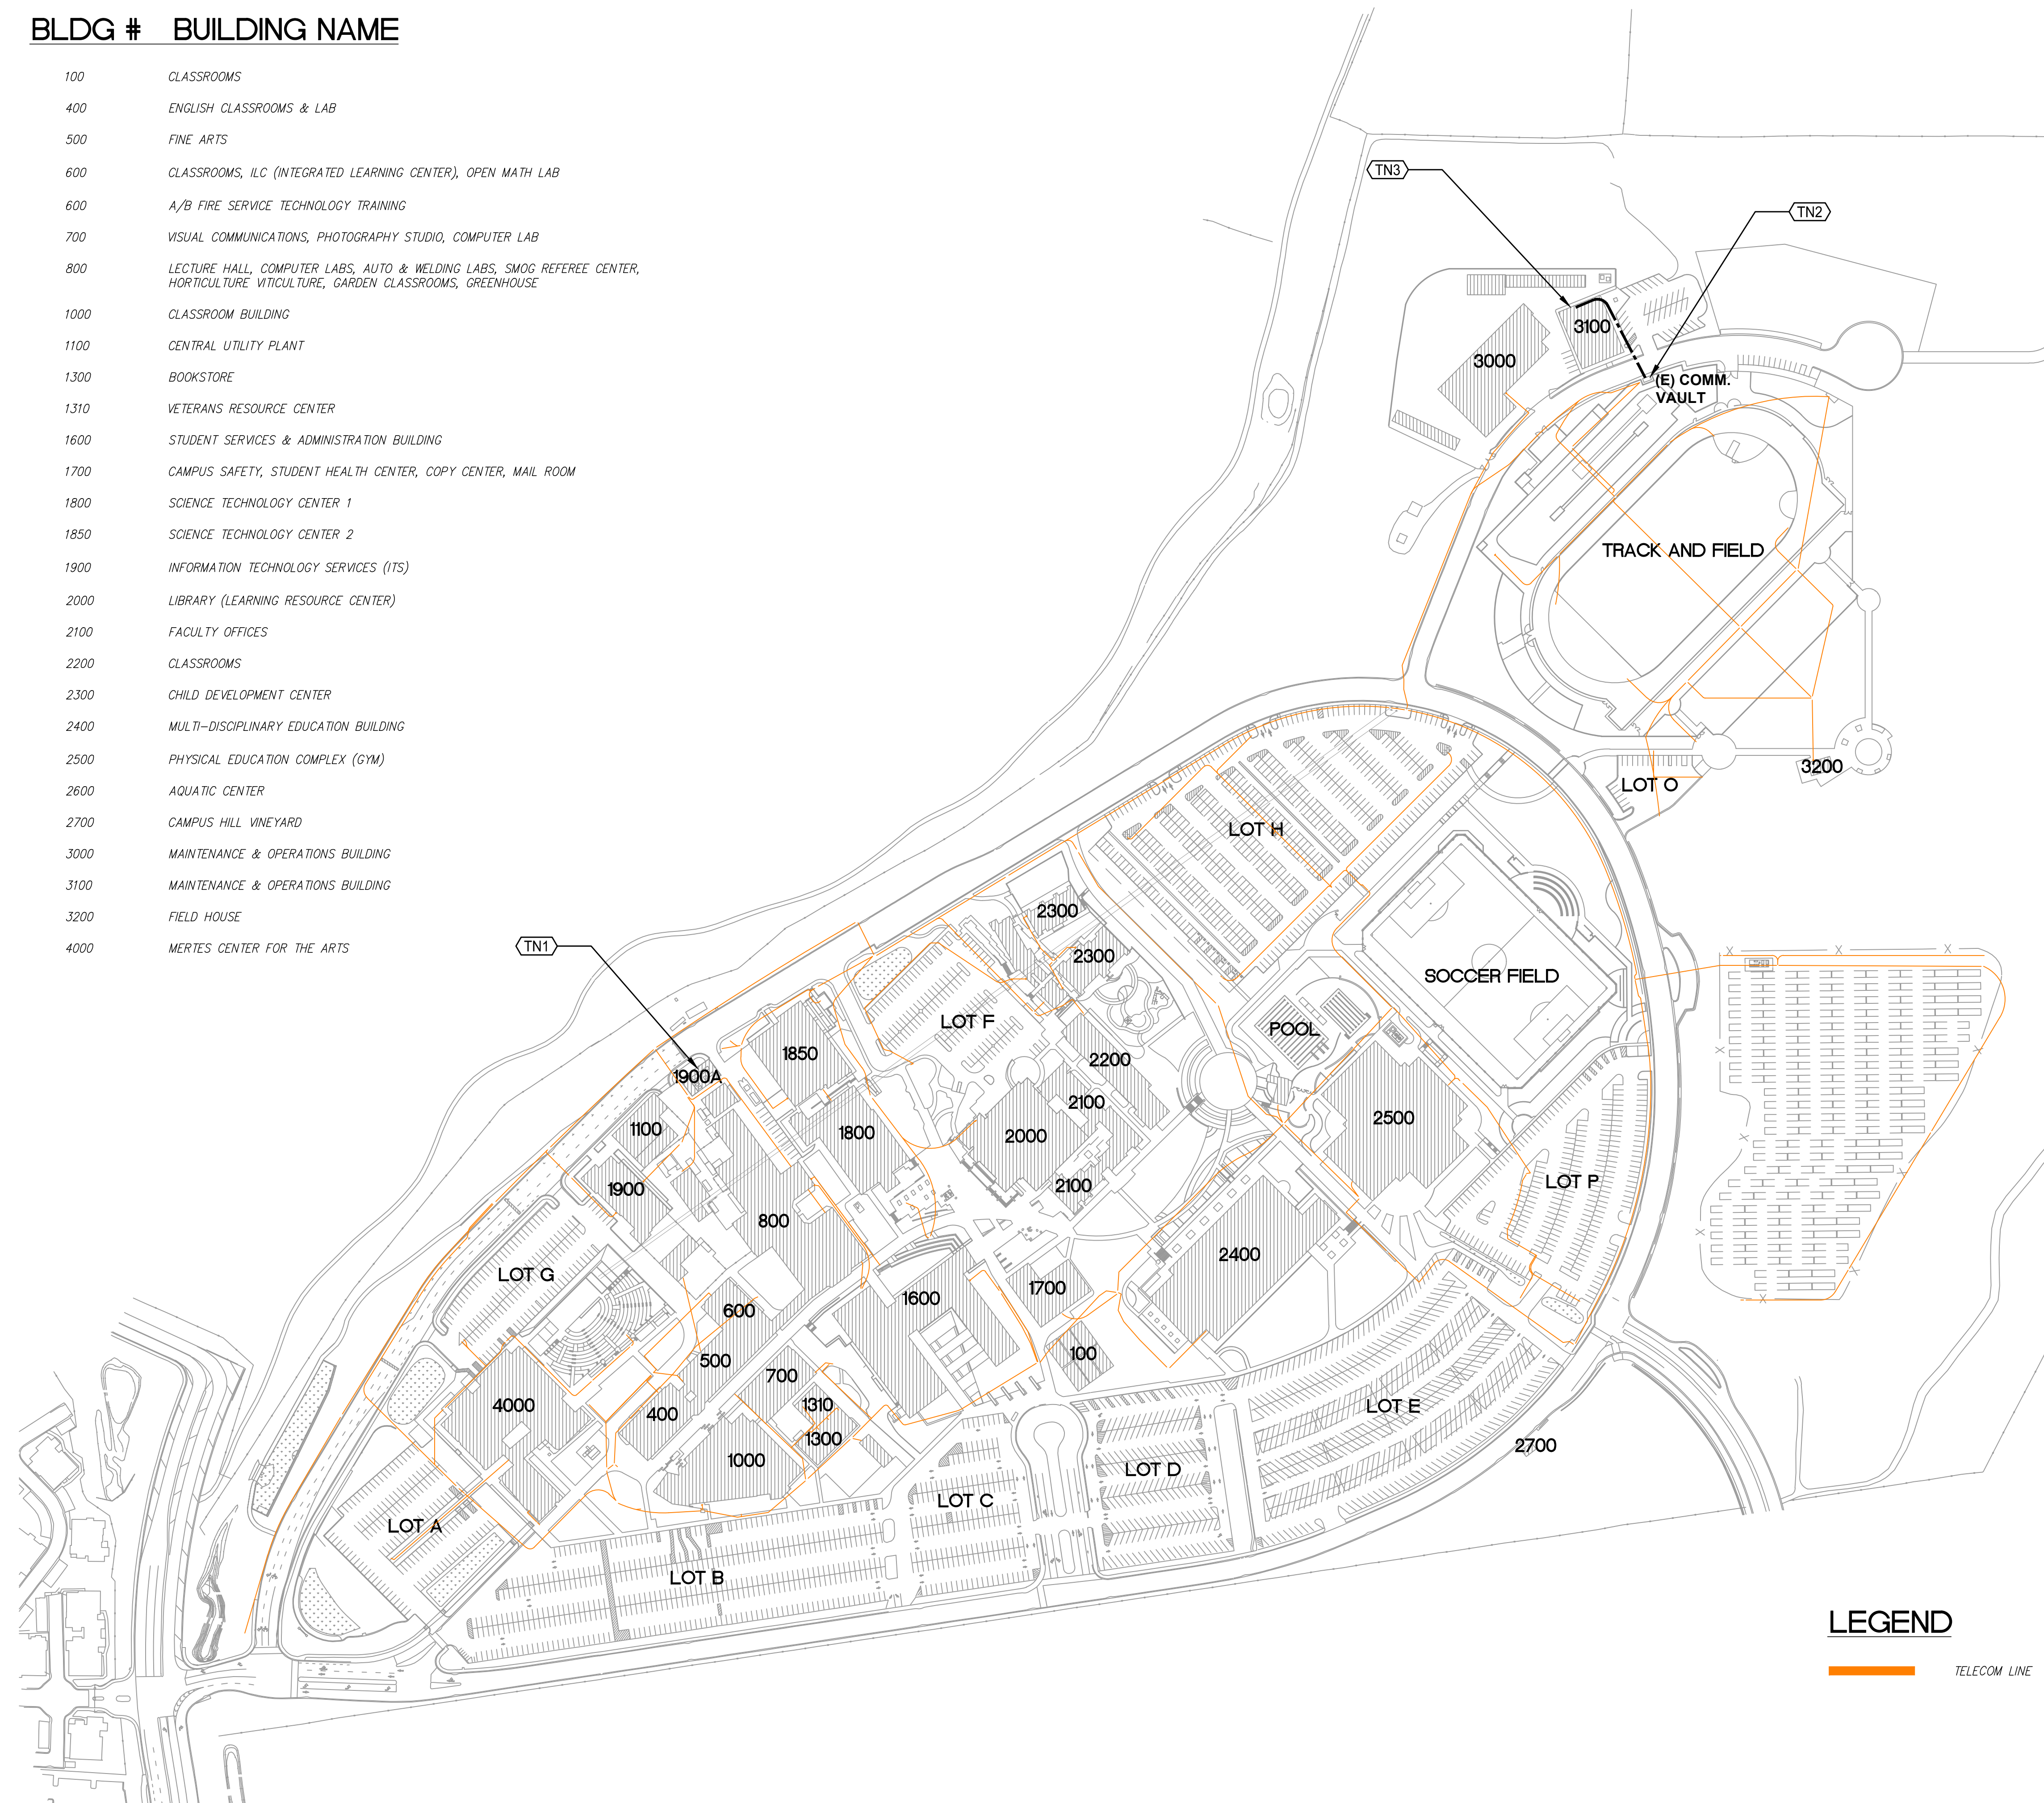 BLDG # BUILDING NAME
100 CLASSROOMS
400 ENGLISH CLASSROOMS & LAB
500 FINE ARTS
600 CLASSROOMS, ILC (INTEGRATED LEARNING CENTER), OPEN MATH LAB
600 A/B FIRE SERVICE TECHNOLOGY TRAINING
700 VISUAL COMMUNICATIONS, PHOTOGRAPHY STUDIO, COMPUTER LAB
800 LECTURE HALL, COMPUTER LABS, AUTO & WELDING LABS, SMOG REFEREE CENTER,
HORTICULTURE VITICULTURE, GARDEN CLASSROOMS, GREENHOUSE
1000 CLASSROOM BUILDING
1100 CENTRAL UTILITY PLANT
1300 BOOKSTORE
1310 VETERANS RESOURCE CENTER
1600 STUDENT SERVICES & ADMINISTRATION BUILDING
1700 CAMPUS SAFETY, STUDENT HEALTH CENTER, COPY CENTER, MAIL ROOM
1800 SCIENCE TECHNOLOGY CENTER 1
1850 SCIENCE TECHNOLOGY CENTER 2
1900 INFORMATION TECHNOLOGY SERVICES (ITS)
2000 LIBRARY (LEARNING RESOURCE CENTER)
2100 FACULTY OFFICES
2200 CLASSROOMS
2300 CHILD DEVELOPMENT CENTER
2400 MULTI-DISCIPLINARY EDUCATION BUILDING
2500 PHYSICAL EDUCATION COMPLEX (GYM)
2600 AQUATIC CENTER
2700 CAMPUS HILL VINEYARD
3000 MAINTENANCE & OPERATIONS BUILDING
3100 MAINTENANCE & OPERATIONS BUILDING
3200 FIELD HOUSE
4000 MERTES CENTER FOR THE ARTS
TN3
TN2
3100
3000
(E) COMM.
VAULT
TRACK AND FIELD
3200
LOT O
LOT H
2300
TN1
2300
SOCCER FIELD
LOT F
POOL
1850
2200
1900A
2100
2500
1100
1800
2000
LOT P
2100
1900
800
2400
LOT G
1700
1600
600
100
500
700
1310
LOT E
4000
400
1300
2700
1000
LOT D
LOT C
LOT A
LOT B
LEGEND
TELECOM LINE